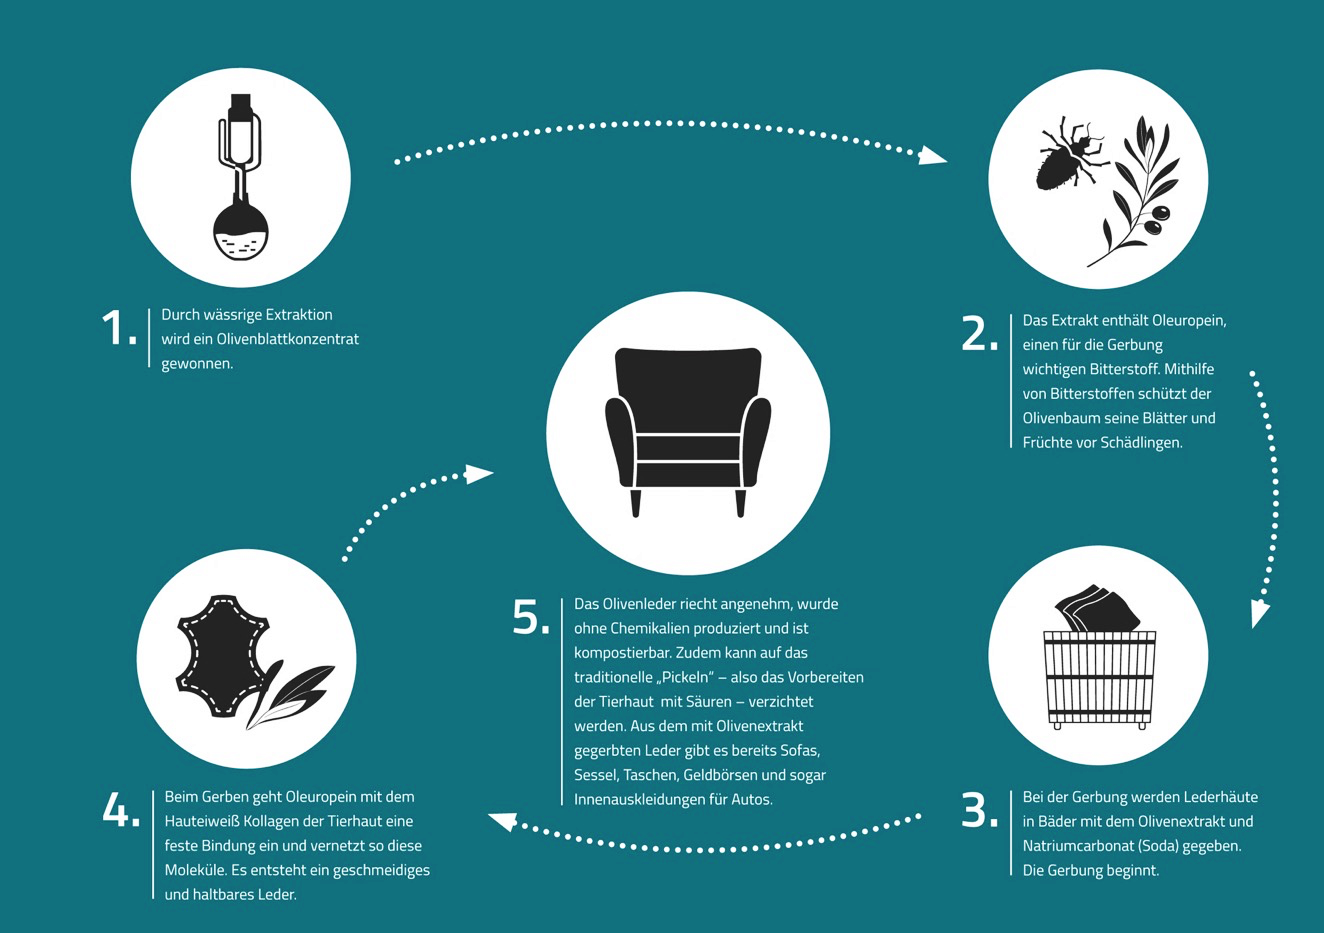 1.
Durch wässrige Extraktion
wird ein Olivenblattkonzentrat
gewonnen.
2.
Das Extrakt enthält Oleuropein,
einen für die Gerbung
wichtigen Bitterstoff. Mithilfe
von Bitterstoffen schützt der
Olivenbaum seine Blätter und
Früchte vor Schädlingen.
3.
Bei der Gerbung werden Lederhäute
in Bäder mit dem Olivenextrakt und
Natriumcarbonat (Soda) gegeben.
Die Gerbung beginnt.
4.
Beim Gerben geht Oleuropein mit dem
Hauteiweiß Kollagen der Tierhaut eine
feste Bindung ein und vernetzt so diese
Moleküle. Es entsteht ein geschmeidiges
und haltbares Leder.
5.
Das Olivenleder riecht angenehm, wurde
ohne Chemikalien produziert und ist
kompostierbar. Zudem kann auf das
traditionelle „Pickeln“ – also das Vorbereiten
der Tierhaut mit Säuren – verzichtet
werden. Aus dem mit Olivenextrakt
gegerbten Leder gibt es bereits Sofas,
Sessel, Taschen, Geldbörsen und sogar
Innenauskleidungen für Autos.